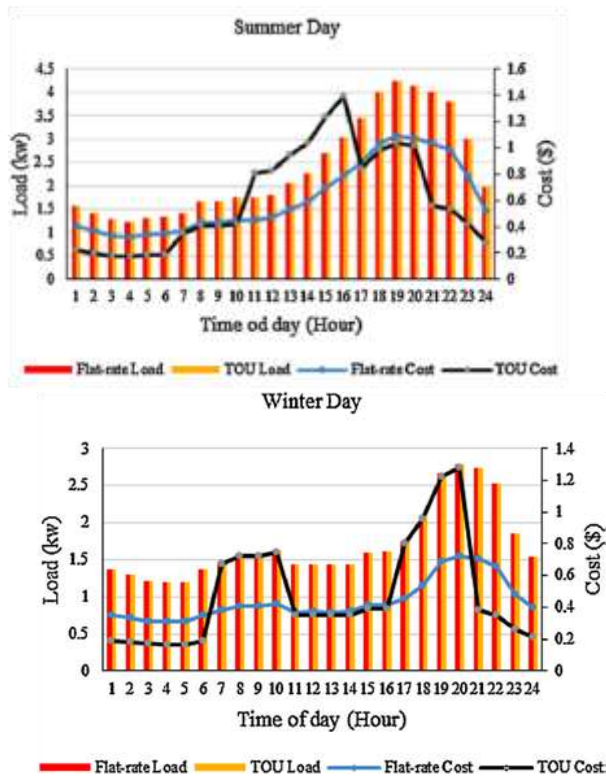 Summer Day
4.5 1.6
4 1.4
3.5 1.2
3 1
2.5 0.8
2 0.6
1.5 0.4
1 0.2
0.5 0
0
Load (kw)
Cost ($)
1 2 3 4 5 6 7 8 9 10 11 12 13 14 15 16 17 18 19 20 21 22 23 24
Time od day (Hour)
Flat-rate Load TOU Load Flat-rate Cost TOU Cost
Winter Day
3 1.4
2.5 1.2
2 1
1.5 0.8
1 0.6
0.5 0.4
0 0.2
0
Load (kw)
Cost ($)
1 2 3 4 5 6 7 8 9 10 11 12 13 14 15 16 17 18 19 20 21 22 23 24
Time of day (Hour)
Flat-rate Load TOU Load Flat-rate Cost TOU Cost